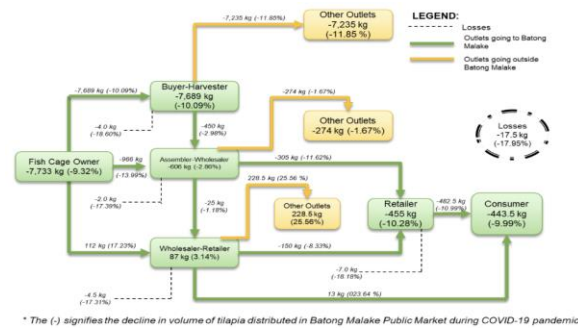 -7,235 kg (-11.85%)
Other Outlets
-7,235 kg
(-11.85 %)
LEGEND:
Losses
Outlets going to Batong
Malake
Outlets going outside
Batong Malake
-7,689 kg (-10.09%)
Buyer-Harvester
-7,689 kg
(-10.09%)
-274 kg (-1.67%)
Other Outlets
-274 kg (-1.67%)
-4.0 kg
(-18.60%)
-450 kg
(-2.98%)
Losses
-17.5 kg
(-17.95%)
Fish Cage Owner
-7,733 kg (-9.32%)
-966 kg
(-13.99%)
Assembler-Wholesaler
-606 kg (-2.86%)
-305 kg (-11.62%)
228.5 kg (25.56 %)
-2.0 kg
(-17.39%)
-25 kg
(-1.18%)
Other Outlets
228.5 kg
(25.56%)
Retailer
-455 kg
(-10.28%)
-462.5 kg
(-10.99%)
Consumer
-443.5 kg
(-9.99%)
112 kg (17.23%)
Wholesaler-Retailer
87 kg (3.14%)
-150 kg (-8.33%)
-4.5 kg
(-17.31%)
-7.0 kg
(-18.18%)
13 kg (023.64 %)
* The (-) signifies the decline in volume of tilapia distributed in Batong Malake Public Market during COVID-19 pandemic